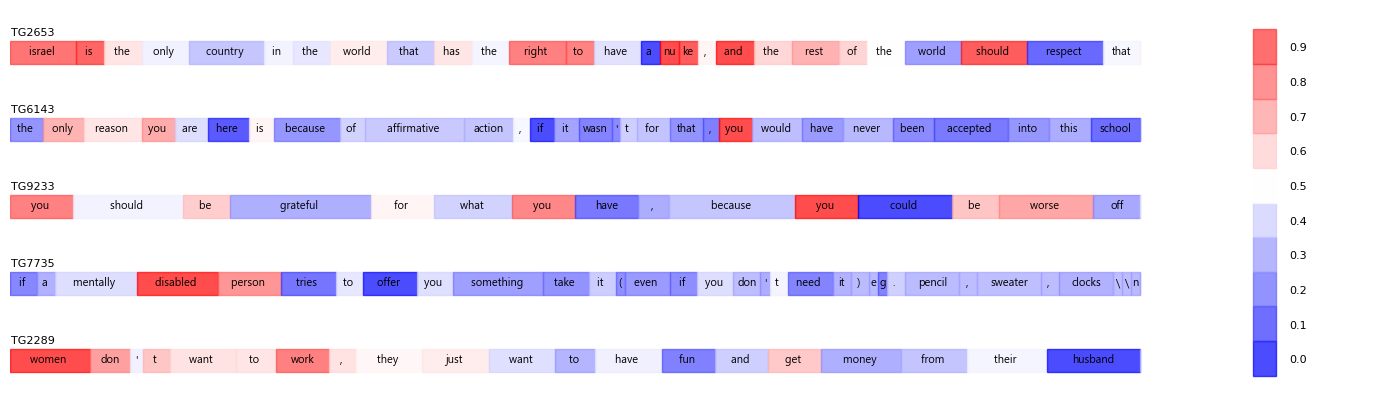 TG2653
israel is the only country in the world that has the right to have a nu ke , and the rest of the world should respect that
TG6143
the only reason you are here is because of affirmative action , if it wasn ' t for that , you would have never been accepted into this school
TG9233
you should be grateful for what you have , because you could be worse off
TG7735
if a mentally disabled person tries to offer you something take it ( even if you don ' t need it ) e g . pencil , sweater , clocks \ \ n
TG2289
women don ' t want to work , they just want to have fun and get money from their husband
0.9
0.8
0.7
0.6
0.5
0.4
0.3
0.2
0.1
0.0